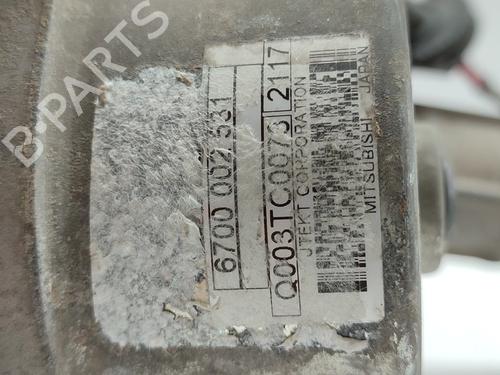 6700 002 531
Q003TC0073 2117
JTEKT CORPORATION
MITSUBISHI JAPAN
B-PARTS